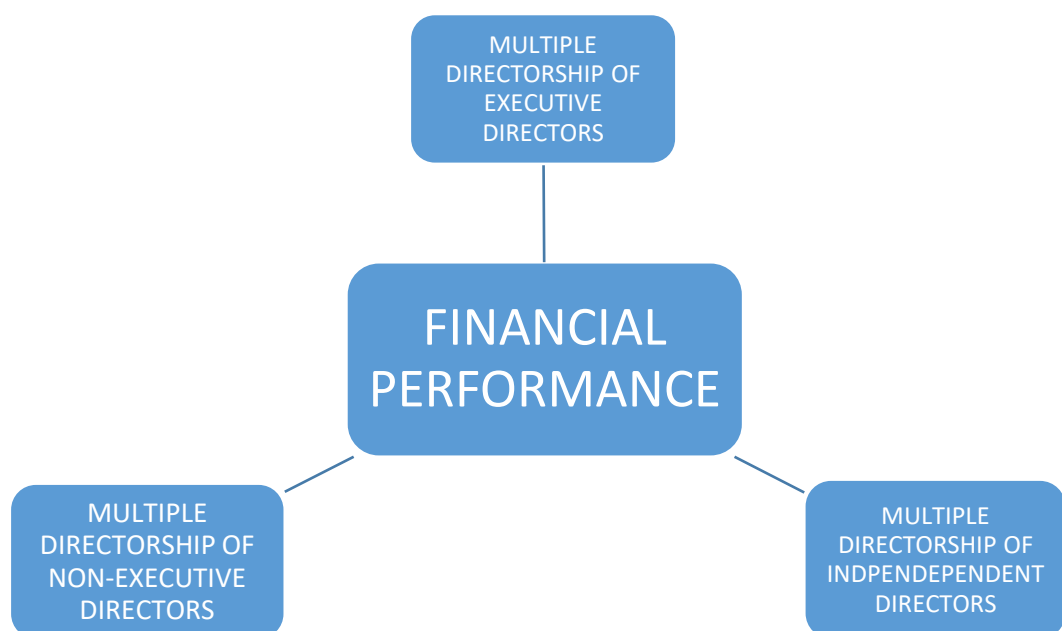 MULTIPLE
DIRECTORSHIP OF
EXECUTIVE
DIRECTORS
FINANCIAL
PERFORMANCE
MULTIPLE
DIRECTORSHIP OF
NON-EXECUTIVE
DIRECTORS
MULTIPLE
DIRECTORSHIP OF
INDPENDEPENDENT
DIRECTORS